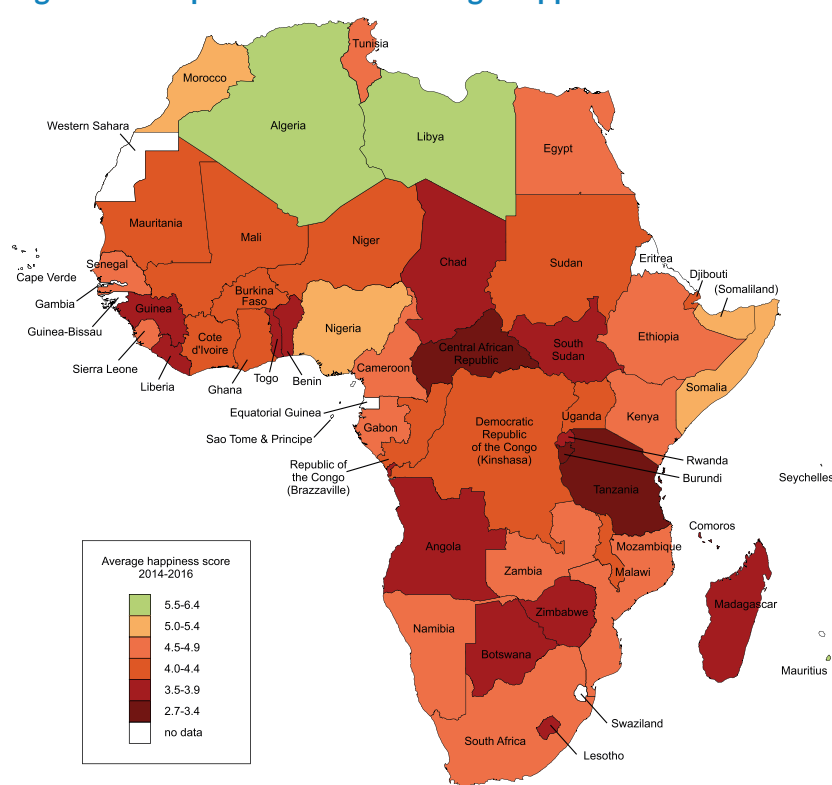 Tunisia
Morocco
Western Sahara
Algeria
Libya
Egypt
Mauritania
Mali
Niger
Chad
Sudan
Eritrea
Senegal
Cape Verde
Gambia
Djibouti
(Somaliland)
Burkina
Faso
Guinea
Guinea-Bissau
Nigeria
Cote
d'Ivoire
Ethiopia
Central African
Republic
South
Sudan
Sierra Leone
Liberia
Ghana
Togo
Benin
Cameroon
Somalia
Equatorial Guinea
Sao Tome & Principe
Gabon
Democratic
Republic
of the Congo
(Kinshasa)
Uganda
Kenya
Republic of
the Congo
(Brazzaville)
Rwanda
Burundi
Seychelles
Tanzania
Comoros
Angola
Mozambique
Zambia
Malawi
Average happiness score
2014-2016
5.5-6.4
5.0-5.4
4.5-4.9
4.0-4.4
3.5-3.9
2.7-3.4
no data
Madagascar
Zimbabwe
Namibia
Botswana
Mauritius
Swaziland
South Africa
Lesotho